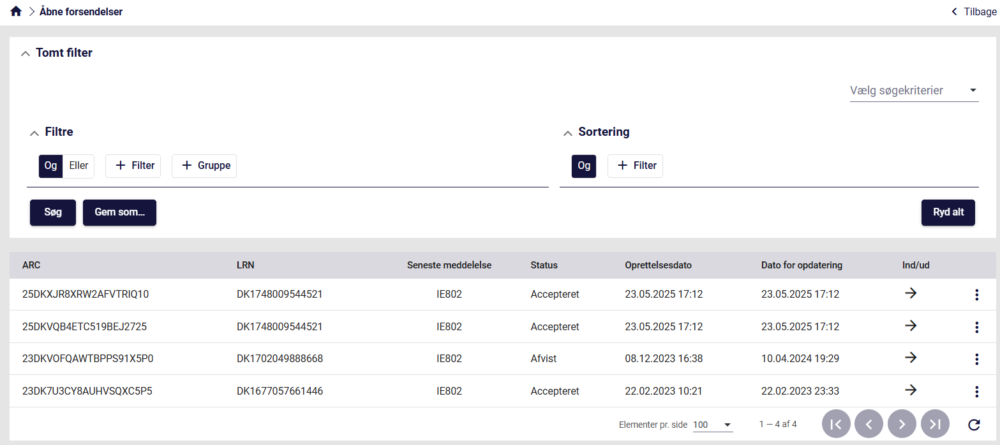 Åbne forsendelser
Tilbage
Tomt filter
Vælg søgekriterier
Filtre
Sortering
Og Eller + Filter + Gruppe
Og + Filter
Søg Gem som... Ryd alt
ARC LRN Seneste meddelelse Status Oprettelsesdato Dato for opdatering Ind/ud
25DKXJR8XRW2AFVTRIQ10 DK1748009544521 IE802 Accepteret 23.05.2025 17:12 23.05.2025 17:12
25DKVQB4ETC519BEJ2725 DK1748009544521 IE802 Accepteret 23.05.2025 17:12 23.05.2025 17:12
23DKVOFQAWTBPPS91X5P0 DK1702049888668 IE802 Afvist 08.12.2023 16:38 10.04.2024 19:29
23DK7U3CY8AUHVSQXC5P5 DK1677057661446 IE802 Accepteret 22.02.2023 10:21 22.02.2023 23:33
Elementer pr. side 100 1 – 4 af 4